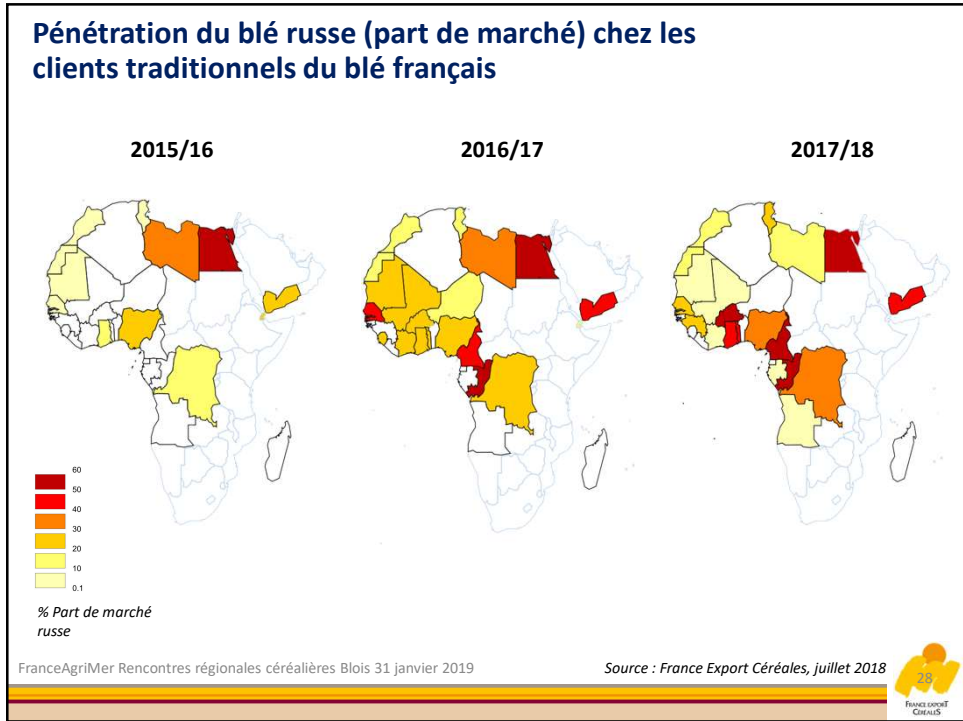 Pénétration du blé russe (part de marché) chez les
clients traditionnels du blé français
2015/16
2016/17
2017/18
60
50
40
30
20
10
0.1
% Part de marché
russe
FranceAgriMer Rencontres régionales céréalières Blois 31 janvier 2019
Source : France Export Céréales, juillet 2018
28
FRANCE EXPORT
CÉRÉALES